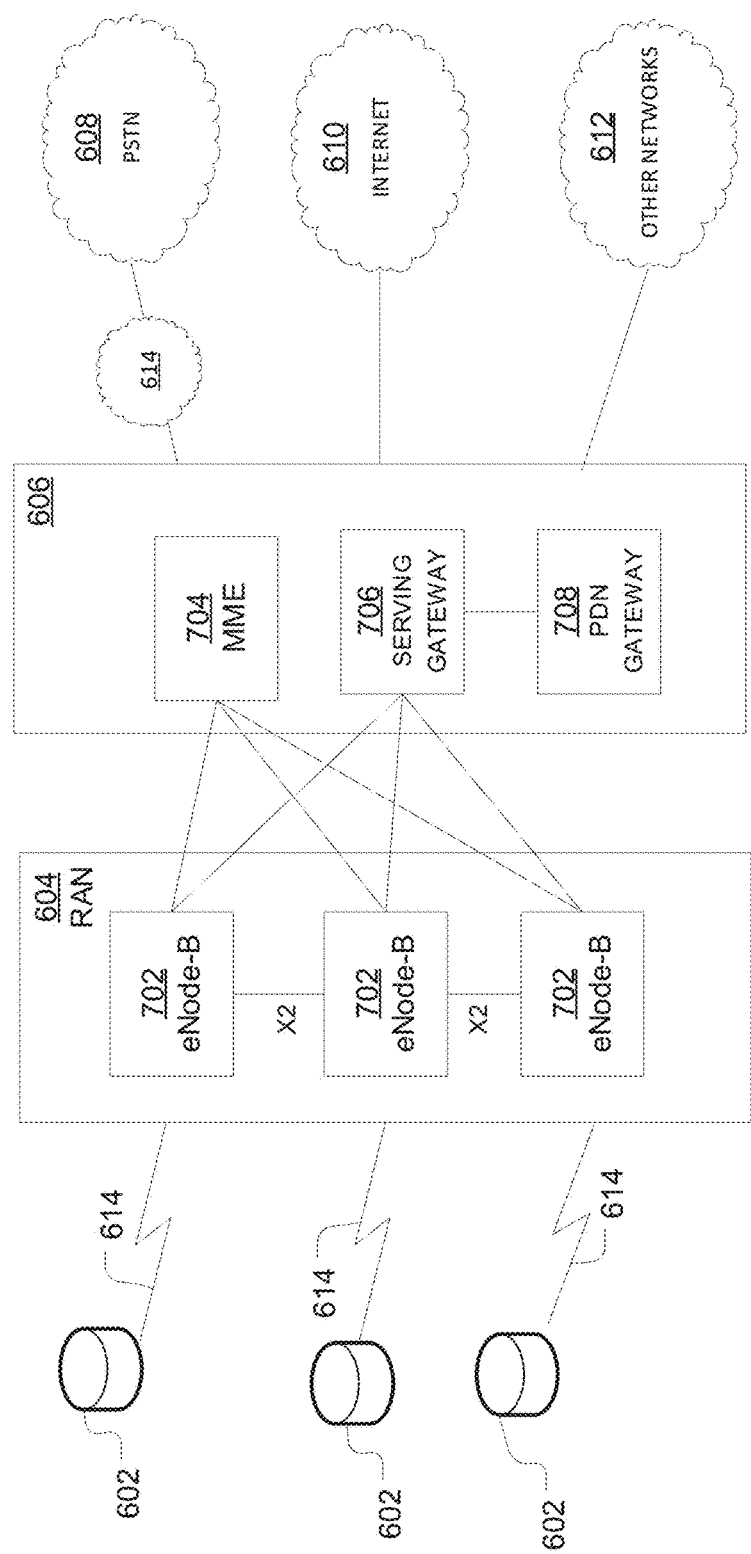 602
614
602
614
602
614
604
RAN
702
eNode-B
X2
702
eNode-B
X2
702
eNode-B
606
704
MME
706
SERVING
GATEWAY
708
PDN
GATEWAY
614
608
PSTN
610
INTERNET
612
OTHER NETWORKS